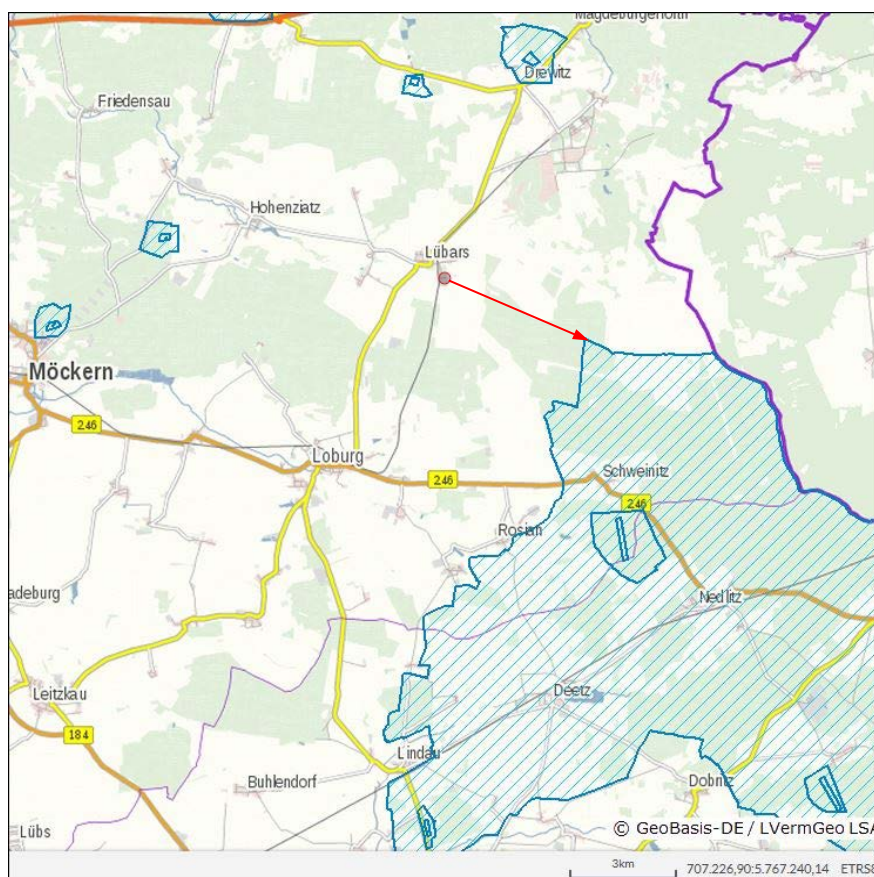 Magdeburgerforth
Drewitz
Friedensau
Hohenziatz
Lübars
Möckern
246
Loburg
246
Schweinitz
246
Rosian
adeburg
Nedlitz
Leitzkau
Deetz
184
Lindau
Buhlendorf
Dobritz
Lübs
© GeoBasis-DE / LVermGeo LSA
3km
707.226,90:5.767.240,14 ETRS8